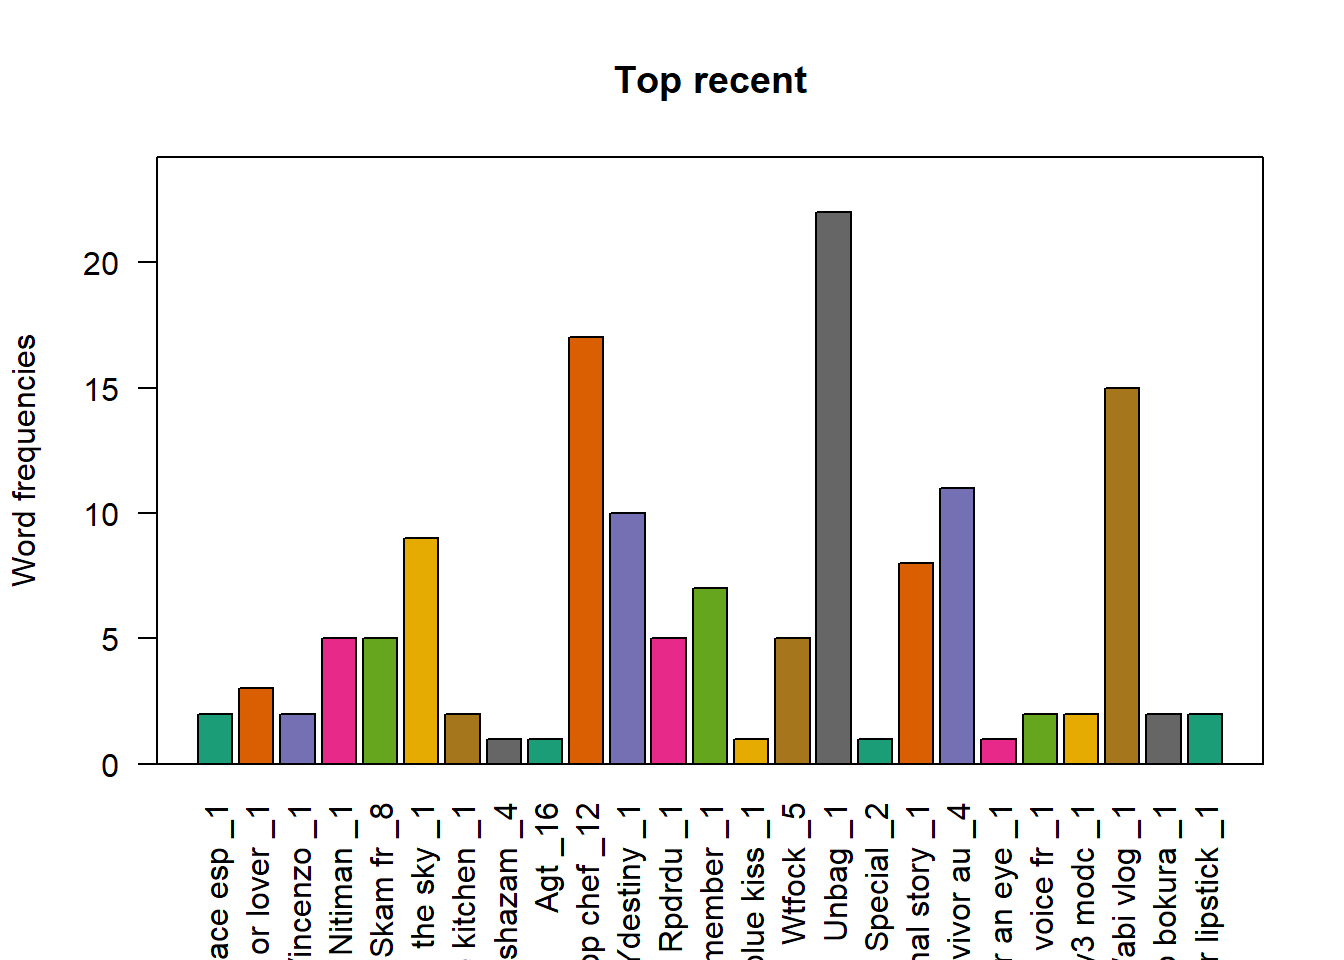 Top recent
Word frequencies
20
15
10
5
0
ace esp _1
or lover _1
incenzo _1
Nitiman _1
Skam fr _8
the sky _1
kitchen _1
shazam _4
Agt _16
op chef _12
Ydestiny _1
Rpdrdu _1
member _1
blue kiss _1
Wtfock _5
Unbag _1
Special _2
nal story _1
vivor au _4
r an eye _1
voice fr _1
v3 modc _1
abi vlog _1
bokura _1
r lipstick _1